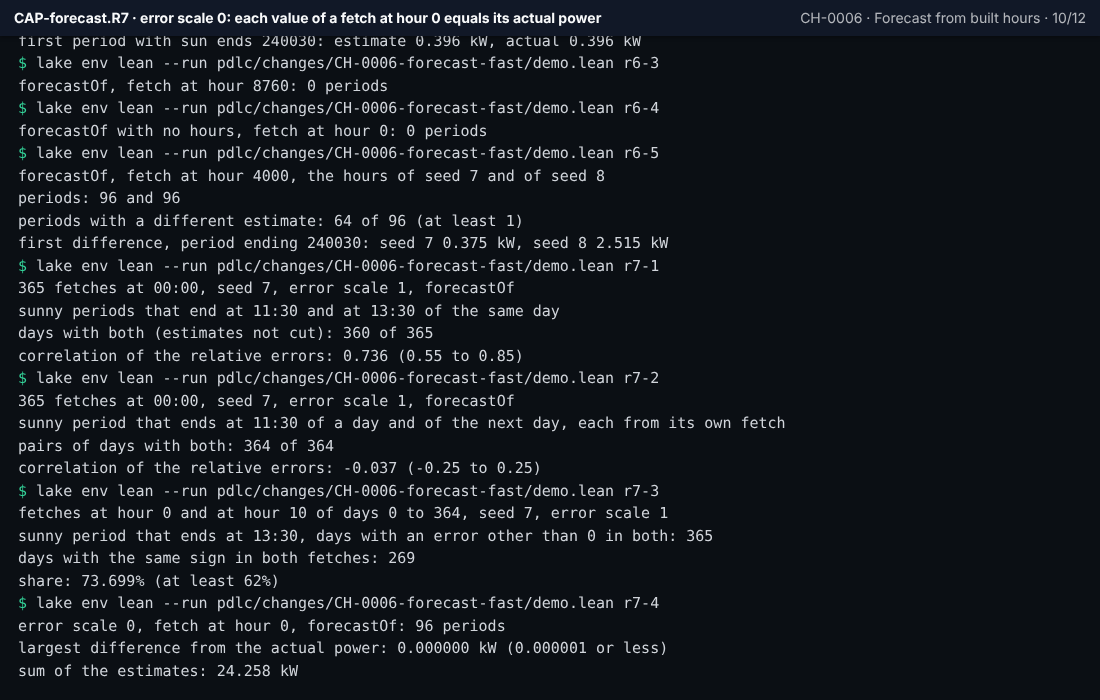 CAP-forecast.R7 · error scale 0: each value of a fetch at hour 0 equals its actual power
CH-0006 · Forecast from built hours · 10/12
first period with sun ends 240030: estimate 0.396 kW, actual 0.396 kW
$ lake env lean --run pdlc/changes/CH-0006-forecast-fast/demo.lean r6-3
forecastOf, fetch at hour 8760: 0 periods
$ lake env lean --run pdlc/changes/CH-0006-forecast-fast/demo.lean r6-4
forecastOf with no hours, fetch at hour 0: 0 periods
$ lake env lean --run pdlc/changes/CH-0006-forecast-fast/demo.lean r6-5
forecastOf, fetch at hour 4000, the hours of seed 7 and of seed 8
periods: 96 and 96
periods with a different estimate: 64 of 96 (at least 1)
first difference, period ending 240030: seed 7 0.375 kW, seed 8 2.515 kW
$ lake env lean --run pdlc/changes/CH-0006-forecast-fast/demo.lean r7-1
365 fetches at 00:00, seed 7, error scale 1, forecastOf
sunny periods that end at 11:30 and at 13:30 of the same day
days with both (estimates not cut): 360 of 365
correlation of the relative errors: 0.736 (0.55 to 0.85)
$ lake env lean --run pdlc/changes/CH-0006-forecast-fast/demo.lean r7-2
365 fetches at 00:00, seed 7, error scale 1, forecastOf
sunny period that ends at 11:30 of a day and of the next day, each from its own fetch
pairs of days with both: 364 of 364
correlation of the relative errors: -0.037 (-0.25 to 0.25)
$ lake env lean --run pdlc/changes/CH-0006-forecast-fast/demo.lean r7-3
fetches at hour 0 and at hour 10 of days 0 to 364, seed 7, error scale 1
sunny period that ends at 13:30, days with an error other than 0 in both: 365
days with the same sign in both fetches: 269
share: 73.699% (at least 62%)
$ lake env lean --run pdlc/changes/CH-0006-forecast-fast/demo.lean r7-4
error scale 0, fetch at hour 0, forecastOf: 96 periods
largest difference from the actual power: 0.000000 kW (0.000001 or less)
sum of the estimates: 24.258 kW